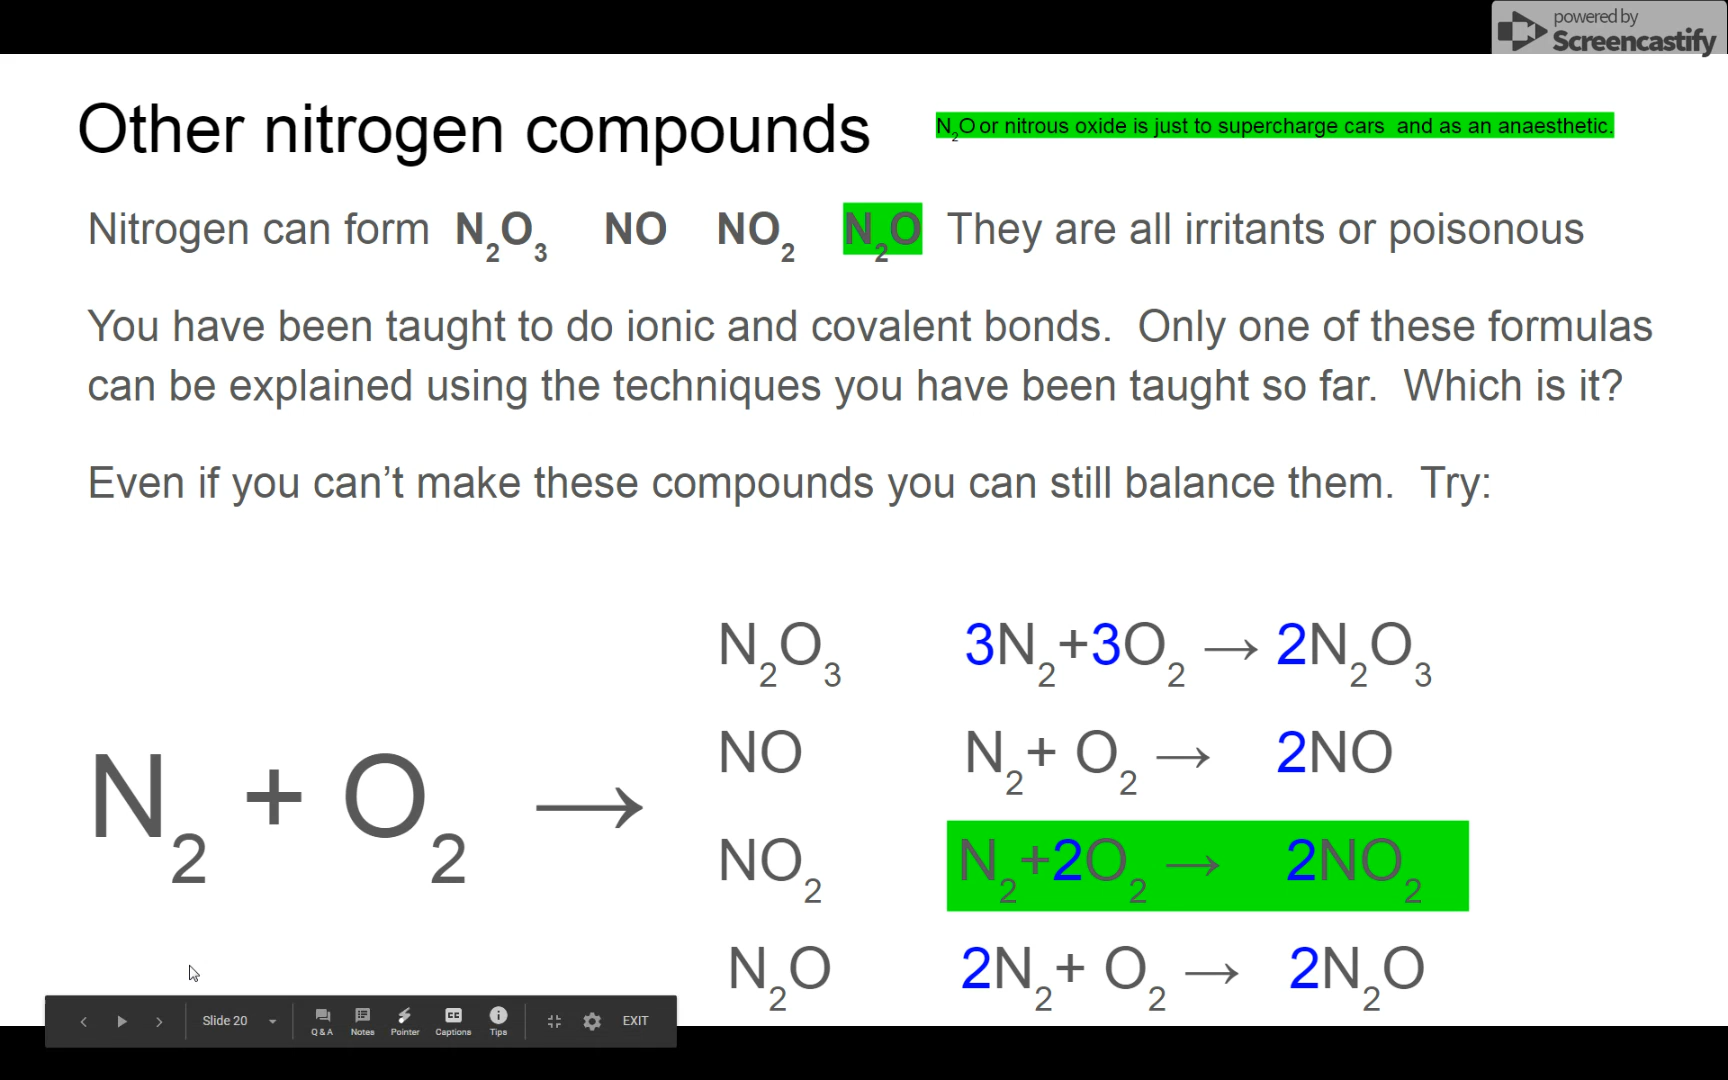 powered by
Screencastify
Other nitrogen compounds
N₂O or nitrous oxide is just to supercharge cars and as an anaesthetic.
Nitrogen can form N₂O₃ NO NO₂ N₂O They are all irritants or poisonous
You have been taught to do ionic and covalent bonds. Only one of these formulas
can be explained using the techniques you have been taught so far. Which is it?
Even if you can’t make these compounds you can still balance them. Try:
N₂O₃ 3N₂+3O₂ → 2N₂O₃
NO N₂+ O₂ → 2NO
N₂ + O₂ →
NO₂ N₂+2O₂ → 2NO₂
N₂O 2N₂+ O₂ → 2N₂O
Slide 20 Q & A Notes Pointer Captions Tips EXIT